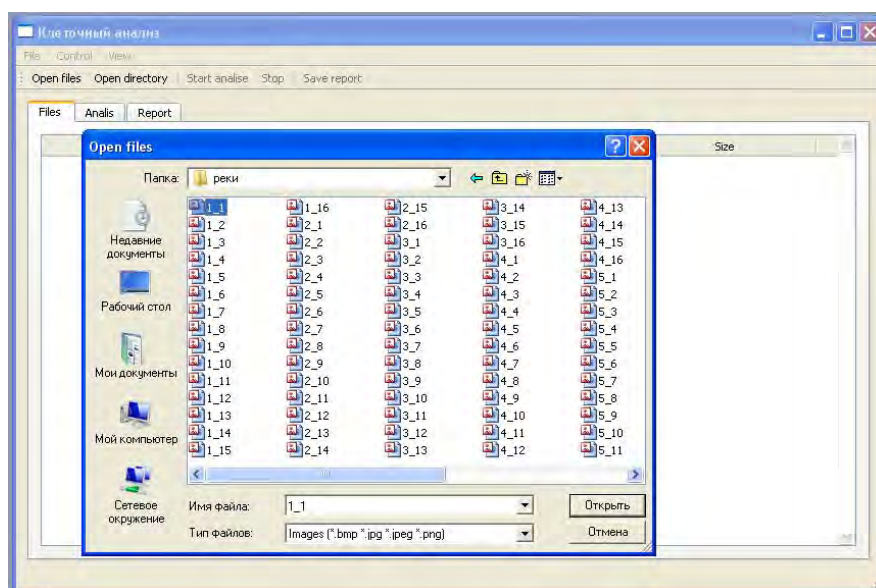 Клеточный анализ
File Control View
Open files Open directory Start analise Stop Save report
Files Analis Report
Size
Open files
Папка: реки
Недавние документы
Рабочий стол
Мои документы
Мой компьютер
Сетевое окружение
1_1 1_16 2_15 3_14 4_13
1_2 2_1 2_16 3_15 4_14
1_3 2_2 3_1 3_16 4_15
1_4 2_3 3_2 4_1 4_16
1_5 2_4 3_3 4_2 5_1
1_6 2_5 3_4 4_3 5_2
1_7 2_6 3_5 4_4 5_3
1_8 2_7 3_6 4_5 5_4
1_9 2_8 3_7 4_6 5_5
1_10 2_9 3_8 4_7 5_6
1_11 2_10 3_9 4_8 5_7
1_12 2_11 3_10 4_9 5_8
1_13 2_12 3_11 4_10 5_9
1_14 2_13 3_12 4_11 5_10
1_15 2_14 3_13 4_12 5_11
Имя файла: 1_1 Открыть
Тип файлов: Images (*.bmp *.jpg *.jpeg *.png) Отмена